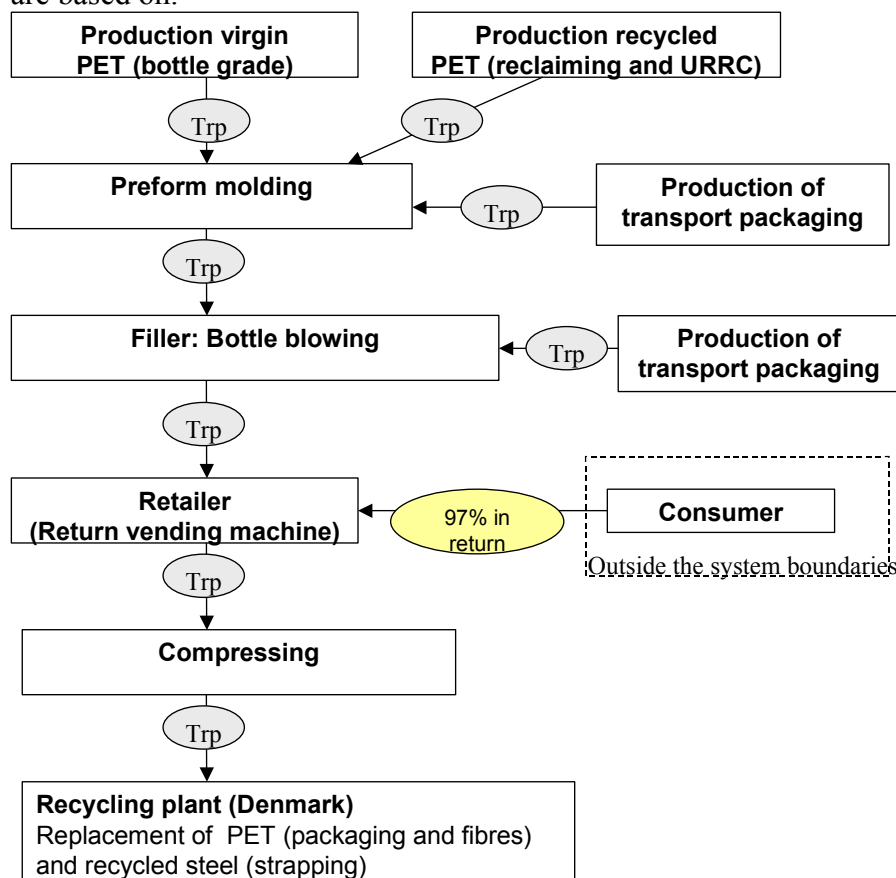 are based on.
Production virgin
PET (bottle grade)
Production recycled
PET (reclaiming and URRC)
Trp
Trp
Preform molding
Trp
Production of
transport packaging
Trp
Filler: Bottle blowing
Trp
Production of
transport packaging
Trp
Retailer
(Return vending machine)
97% in
return
Consumer
Outside the system boundaries
Trp
Compressing
Trp
Recycling plant (Denmark)
Replacement of PET (packaging and fibres)
and recycled steel (strapping)